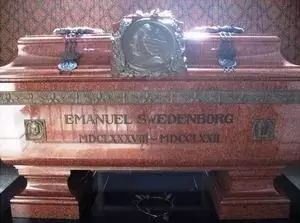 EMANUEL SWEDENBORG
MDCLXXXVIII – MDCCLXXII